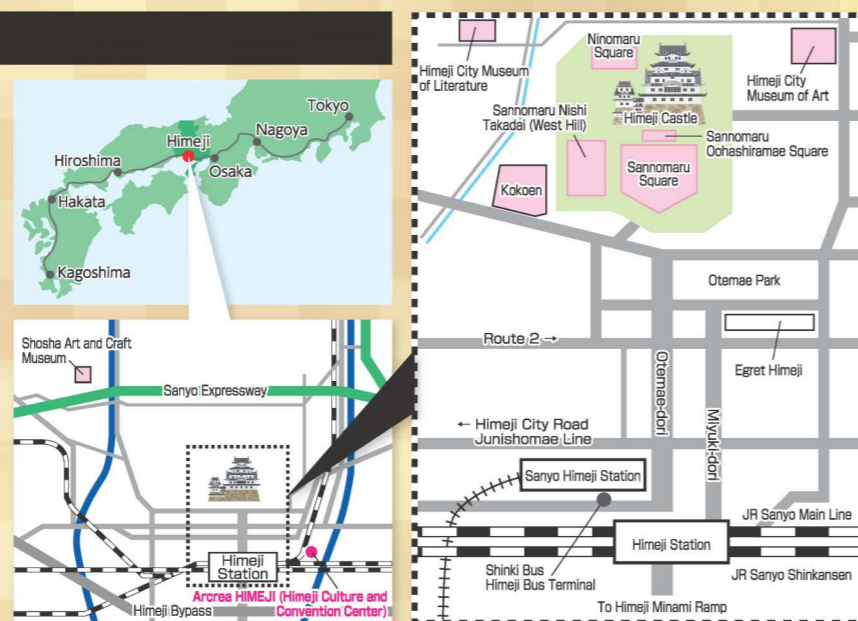 Tokyo
Nagoya
Himeji
Osaka
Hiroshima
Hakata
Kagoshima
Shosha Art and Craft
Museum
Sanyo Expressway
Himeji
Station
Arcrea HIMEJI (Himeji Culture and
Convention Center)
Himeji Bypass
Himeji City Museum
of Literature
Ninomaru
Square
Himeji City
Museum of Art
Sannomaru Nishi
Takadai (West Hill)
Himeji Castle
Sannomaru
Oohashiramae Square
Sannomaru
Square
Kokoen
Otemae Park
Route 2 →
Egret Himeji
Otemae-dori
Miyuki-dori
← Himeji City Road
Junishomae Line
Sanyo Himeji Station
JR Sanyo Main Line
Himeji Station
Shinki Bus
Himeji Bus Terminal
JR Sanyo Shinkansen
To Himeji Minami Ramp